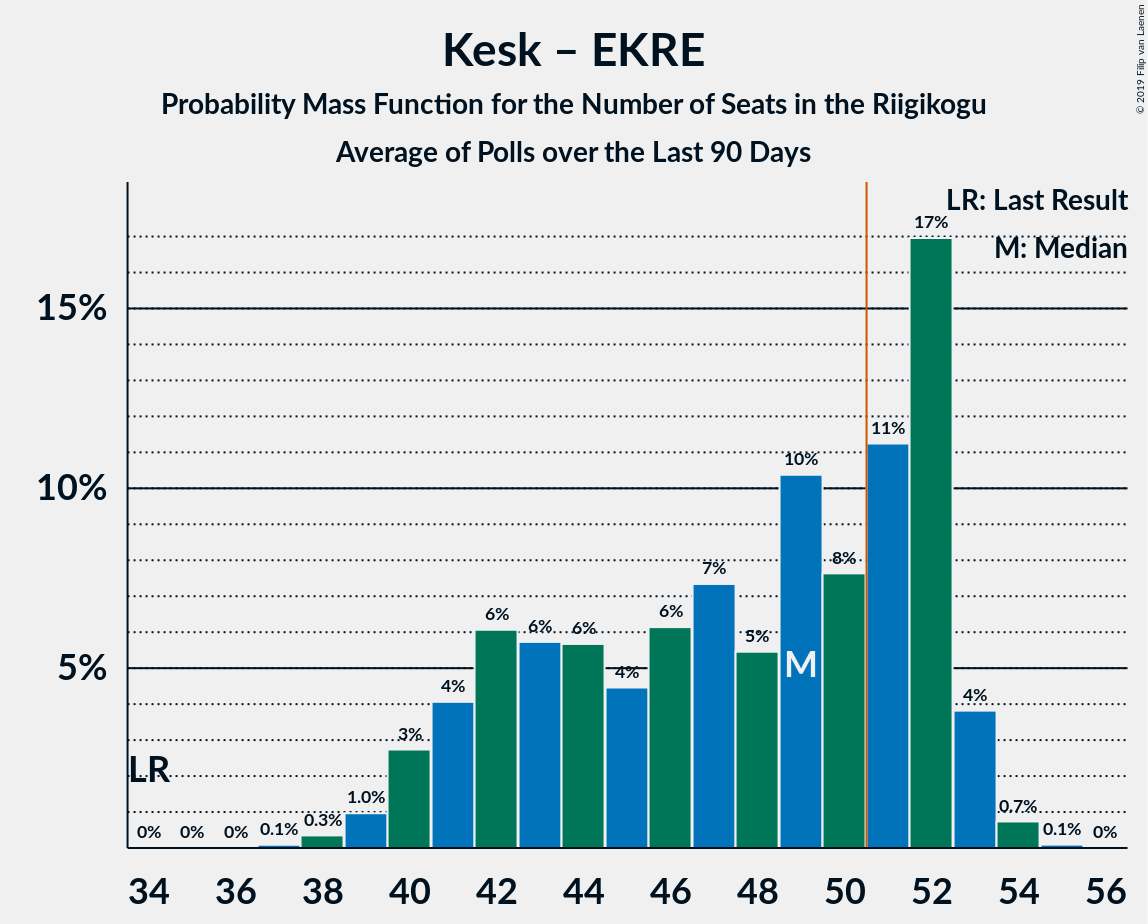 Kesk – EKRE
Probability Mass Function for the Number of Seats in the Riigikogu
Average of Polls over the Last 90 Days
© 2019 Filip van Laenen
LR: Last Result
M: Median
15%
10%
5%
LR
M
0%
0%
0%
0.1%
0.3%
1.0%
3%
4%
6%
6%
6%
4%
6%
7%
5%
10%
8%
11%
17%
4%
0.7%
0.1%
0%
34 36 38 40 42 44 46 48 50 52 54 56